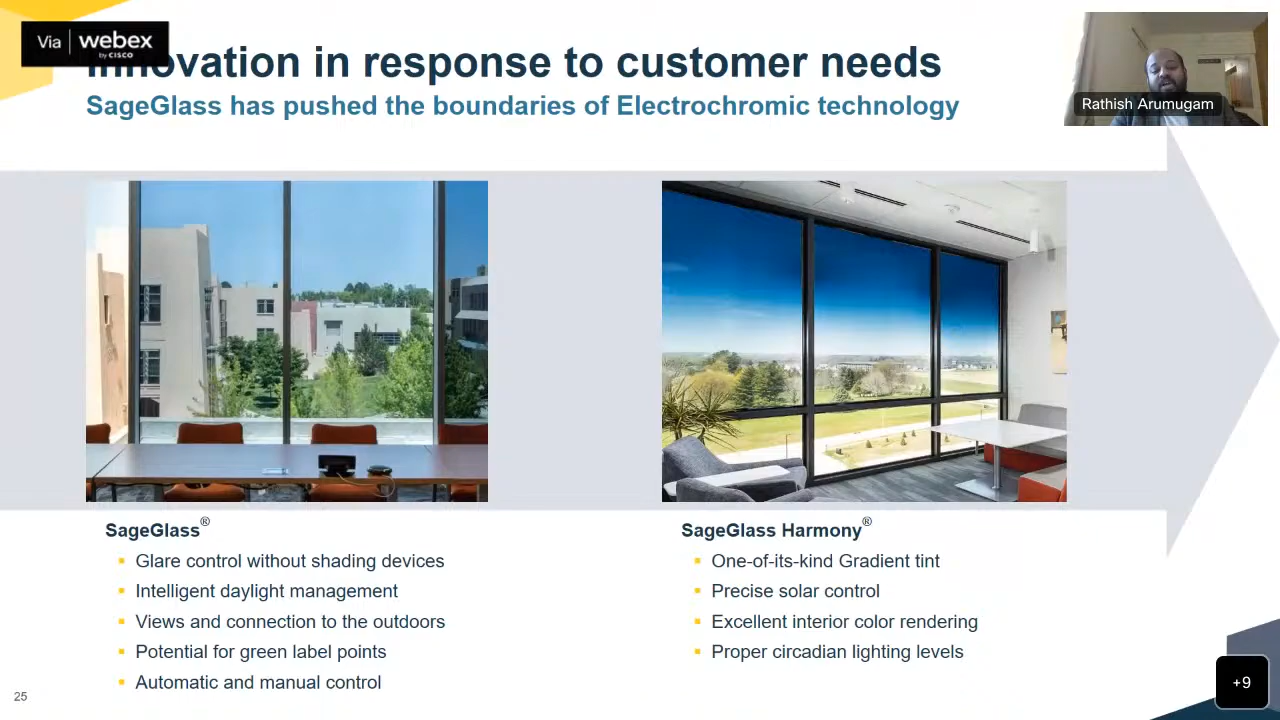 Via webex
by CISCO
Innovation in response to customer needs
SageGlass has pushed the boundaries of Electrochromic technology
Rathish Arumugam
SageGlass®
Glare control without shading devices
Intelligent daylight management
Views and connection to the outdoors
Potential for green label points
Automatic and manual control
SageGlass Harmony®
One-of-its-kind Gradient tint
Precise solar control
Excellent interior color rendering
Proper circadian lighting levels
25
+9